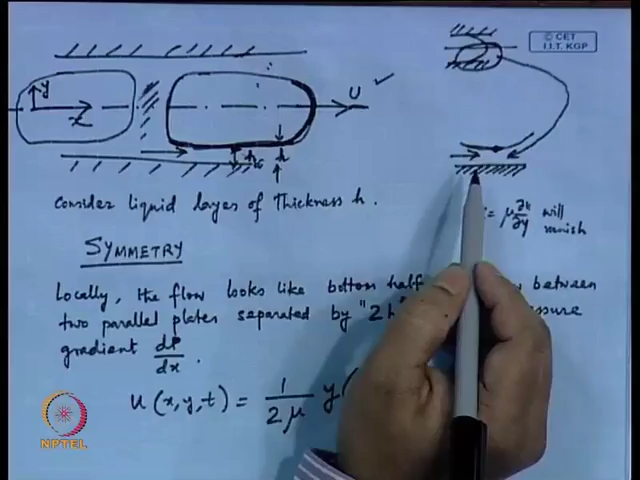 © CET
I.I.T. KGP
y
x
U
h
h
Consider liquid layers of Thickness h.
= μ ∂u/∂y will
vanish
SYMMETRY
Locally, the flow looks like bottom half between
two parallel plates separated by "2h"
gradient dP/dx.
u(x,y,t) = 1/2μ y(
NPTEL